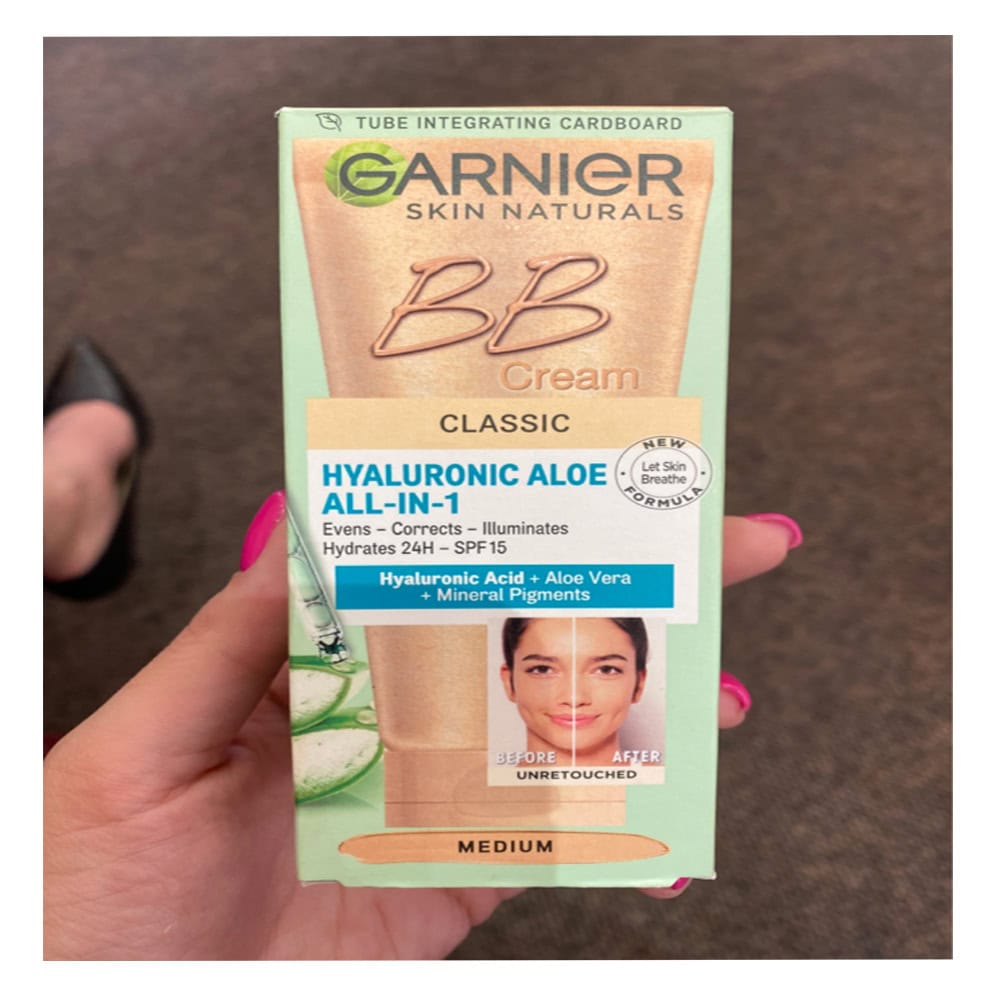 TUBE INTEGRATING CARDBOARD
GARNIER
SKIN NATURALS
BB
Cream
CLASSIC
HYALURONIC ALOE
ALL-IN-1
NEW
Let Skin
Breathe
FORMULA
Evens – Corrects – Illuminates
Hydrates 24H – SPF15
Hyaluronic Acid + Aloe Vera
+ Mineral Pigments
BEFORE AFTER
UNRETOUCHED
MEDIUM